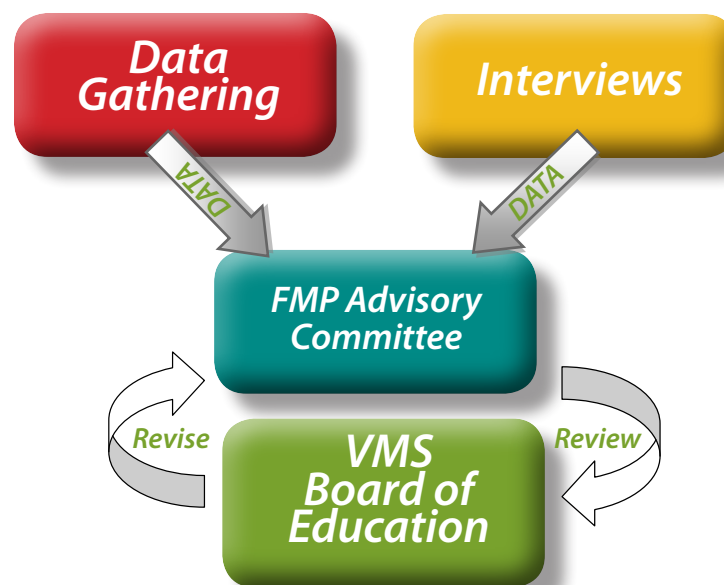 Data
Gathering
Interviews
DATA
DATA
FMP Advisory
Committee
Revise
Review
VMS
Board of
Education